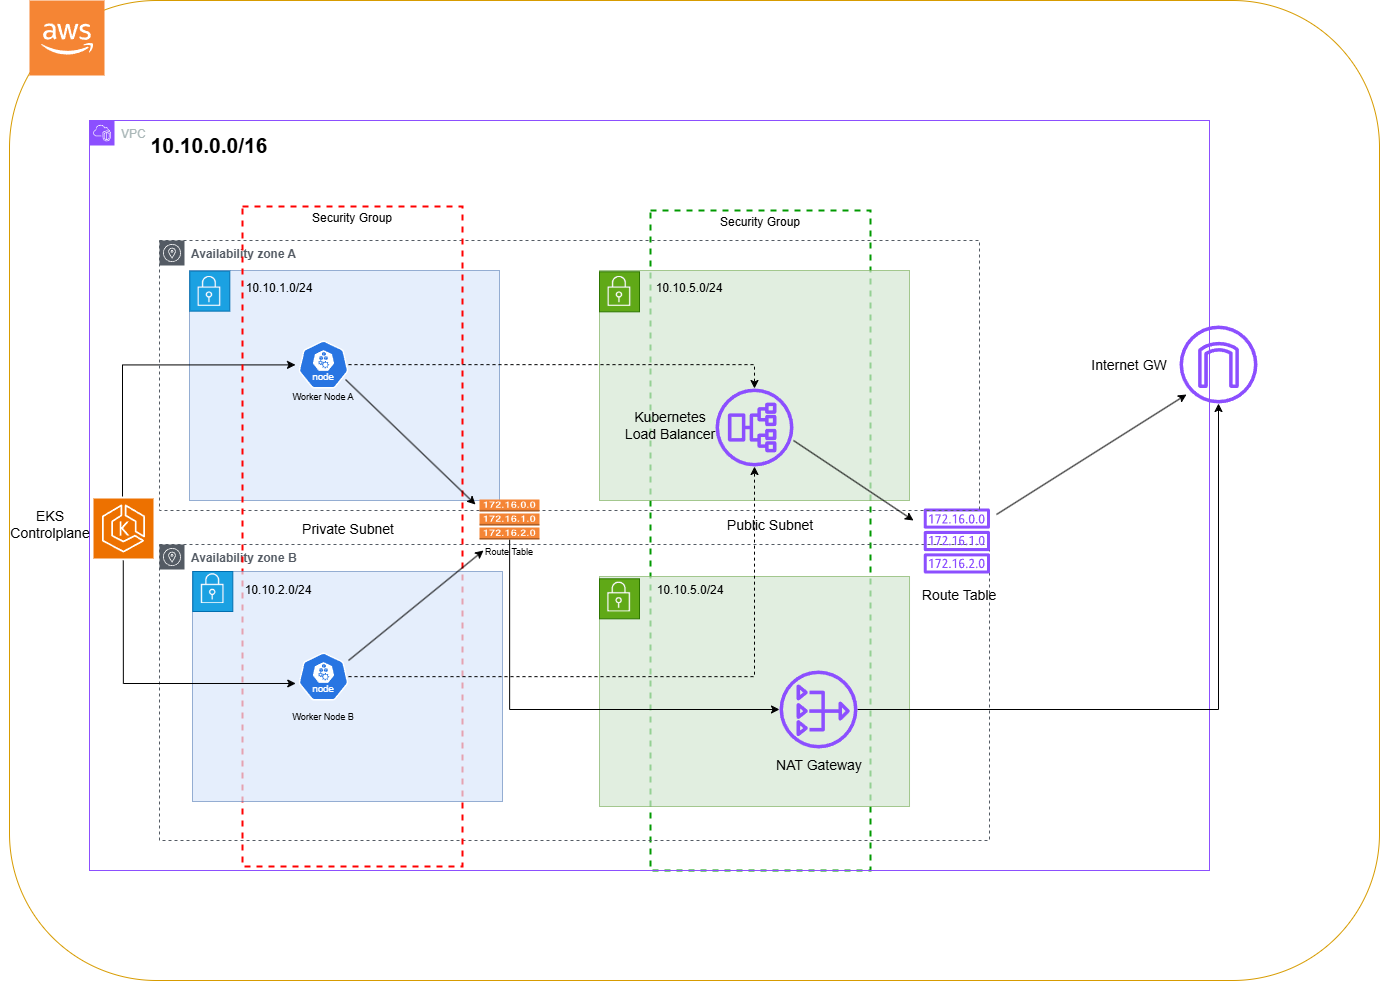 aws
VPC
10.10.0.0/16
Security Group
Security Group
Availability zone A
10.10.1.0/24
10.10.5.0/24
node
Worker Node A
Internet GW
Kubernetes
Load Balancer
EKS
Controlplane
K
Private Subnet
172.16.0.0
172.16.1.0
172.16.2.0
Route Table
Public Subnet
172.16.0.0
172.16.1.0
172.16.2.0
Route Table
Availability zone B
10.10.2.0/24
10.10.5.0/24
node
Worker Node B
NAT Gateway